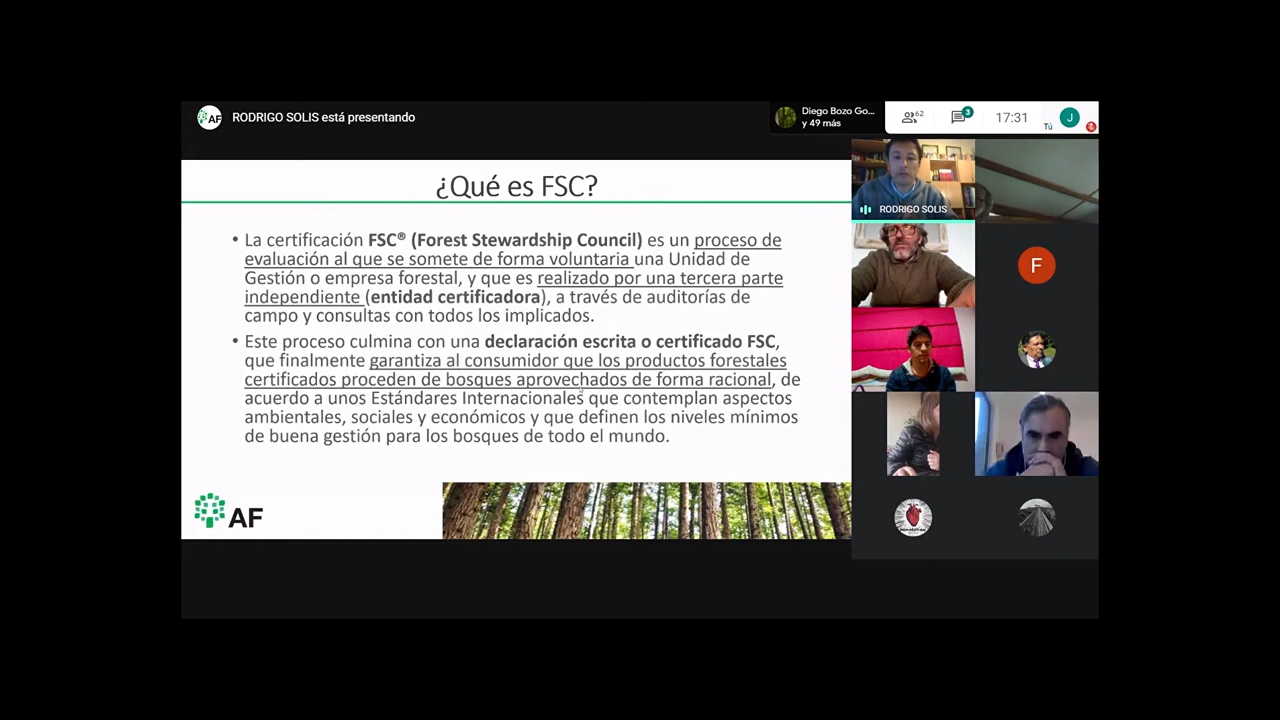 AF
RODRIGO SOLIS está presentando
Diego Bozo Go...
y 49 más
62
3
17:31
Tú
J
¿Qué es FSC?
• La certificación FSC® (Forest Stewardship Council) es un proceso de
evaluación al que se somete de forma voluntaria una Unidad de
Gestión o empresa forestal, y que es realizado por una tercera parte
independiente (entidad certificadora), a través de auditorías de
campo y consultas con todos los implicados.
• Este proceso culmina con una declaración escrita o certificado FSC,
que finalmente garantiza al consumidor que los productos forestales
certificados proceden de bosques aprovechados de forma racional, de
acuerdo a unos Estándares Internacionales que contemplan aspectos
ambientales, sociales y económicos y que definen los niveles mínimos
de buena gestión para los bosques de todo el mundo.
AF
RODRIGO SOLIS
F